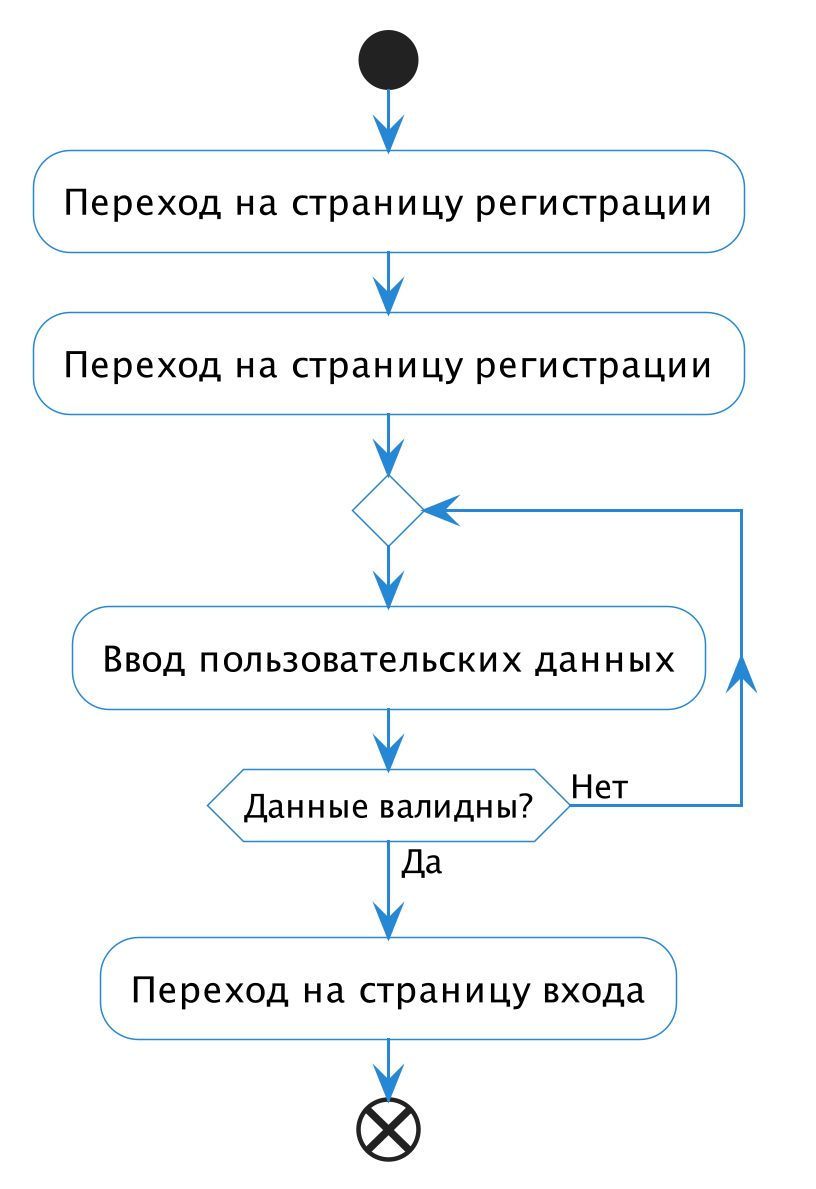 Переход на страницу регистрации
Переход на страницу регистрации
Ввод пользовательских данных
Данные валидны?
Нет
Да
Переход на страницу входа